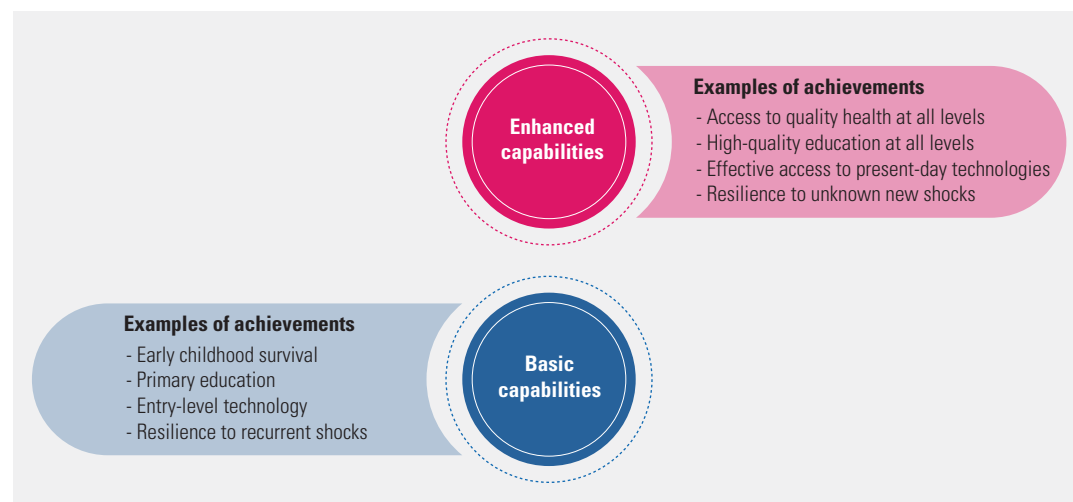 Enhanced
capabilities
Examples of achievements
- Access to quality health at all levels
- High-quality education at all levels
- Effective access to present-day technologies
- Resilience to unknown new shocks
Examples of achievements
- Early childhood survival
- Primary education
- Entry-level technology
- Resilience to recurrent shocks
Basic
capabilities